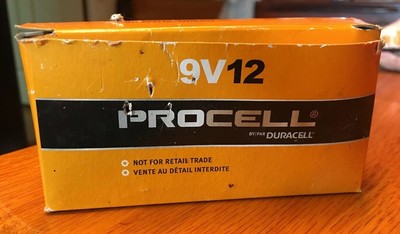 9V12
PROCELL®
BY/PAR DURACELL®
NOT FOR RETAIL TRADE
VENTE AU DÉTAIL INTERDITE